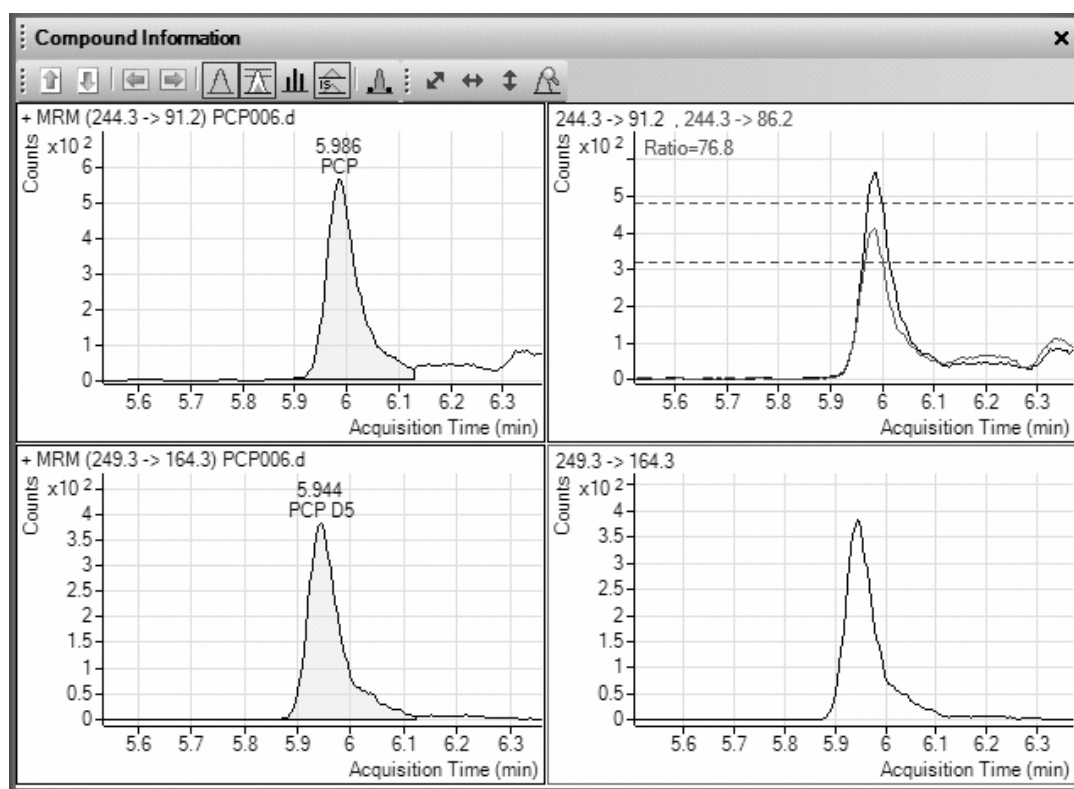 Compound Information
IS
+ MRM (244.3 -> 91.2) PCP006.d
Counts
x10 2
5.986
PCP
6
5
4
3
2
1
0
5.6 5.7 5.8 5.9 6 6.1 6.2 6.3
Acquisition Time (min)
244.3 -> 91.2 , 244.3 -> 86.2
Counts
x10 2
Ratio=76.8
5
4
3
2
1
0
5.6 5.7 5.8 5.9 6 6.1 6.2 6.3
Acquisition Time (min)
+ MRM (249.3 -> 164.3) PCP006.d
Counts
x10 2
5.944
PCP D5
4
3.5
3
2.5
2
1.5
1
0.5
0
5.6 5.7 5.8 5.9 6 6.1 6.2 6.3
Acquisition Time (min)
249.3 -> 164.3
Counts
x10 2
4
3.5
3
2.5
2
1.5
1
0.5
0
5.6 5.7 5.8 5.9 6 6.1 6.2 6.3
Acquisition Time (min)